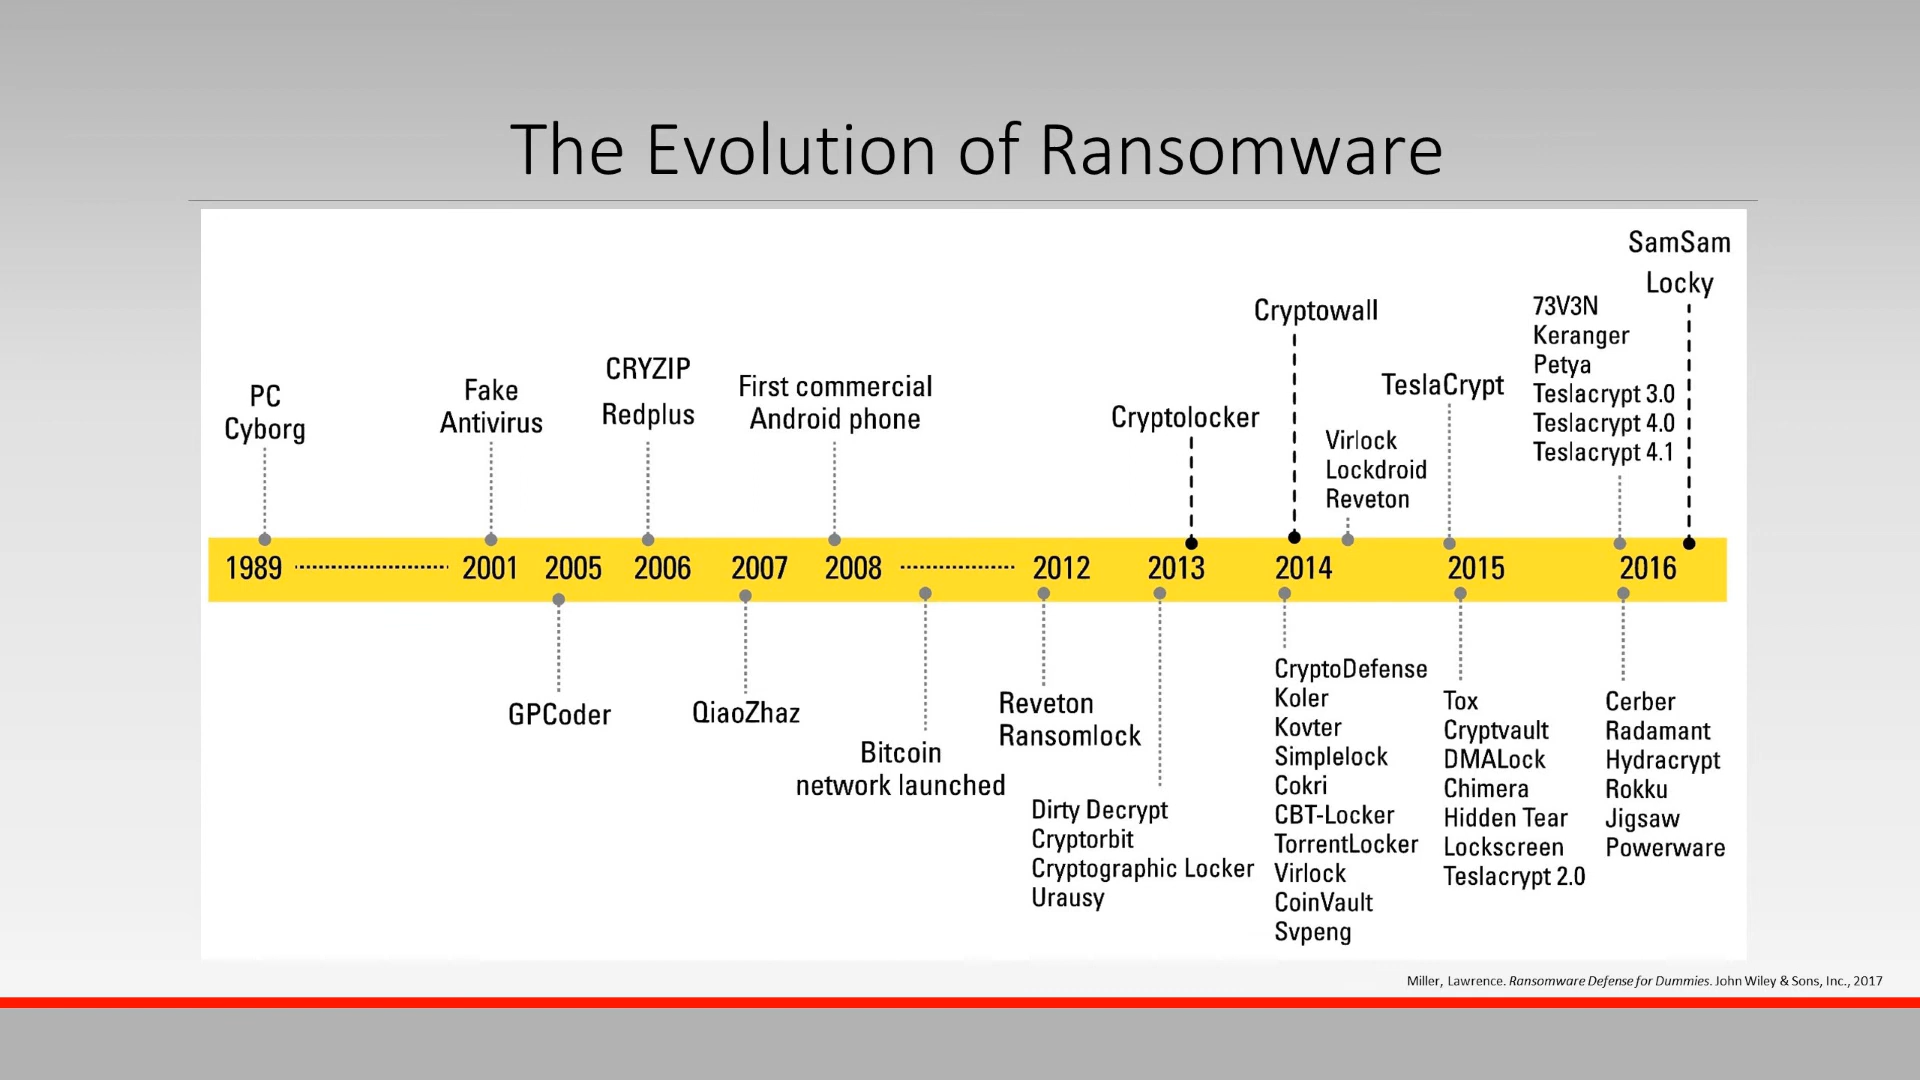 The Evolution of Ransomware
PC
Cyborg
Fake
Antivirus
CRYZIP
Redplus
First commercial
Android phone
Cryptolocker
Cryptowall
Virlock
Lockdroid
Reveton
TeslaCrypt
73V3N
Keranger
Petya
Teslacrypt 3.0
Teslacrypt 4.0
Teslacrypt 4.1
SamSam
Locky
1989 2001 2005 2006 2007 2008 2012 2013 2014 2015 2016
GPCoder
QiaoZhaz
Bitcoin
network launched
Reveton
Ransomlock
Dirty Decrypt
Cryptorbit
Cryptographic Locker
Urausy
CryptoDefense
Koler
Kovter
Simplelock
Cokri
CBT-Locker
TorrentLocker
Virlock
CoinVault
Svpeng
Tox
Cryptvault
DMALock
Chimera
Hidden Tear
Lockscreen
Teslacrypt 2.0
Cerber
Radamant
Hydracrypt
Rokku
Jigsaw
Powerware
Miller, Lawrence. Ransomware Defense for Dummies. John Wiley & Sons, Inc., 2017